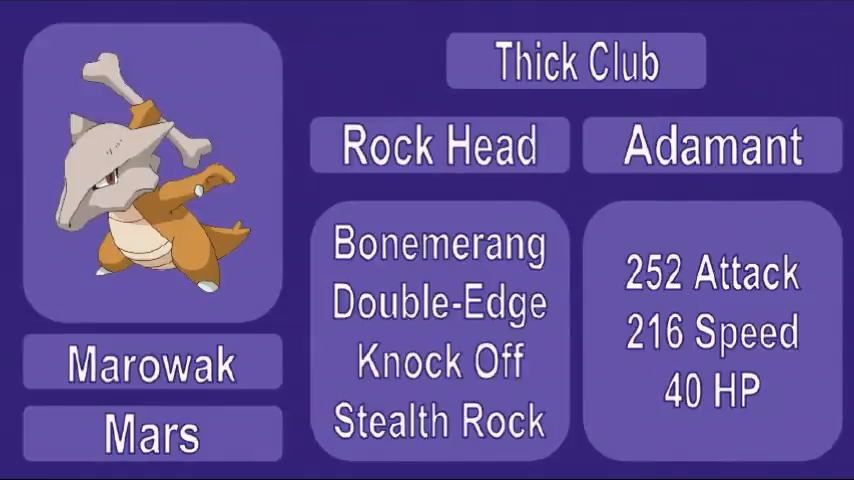 Thick Club
Rock Head
Adamant
Bonemerang
Double-Edge
Knock Off
Stealth Rock
252 Attack
216 Speed
40 HP
Marowak
Mars